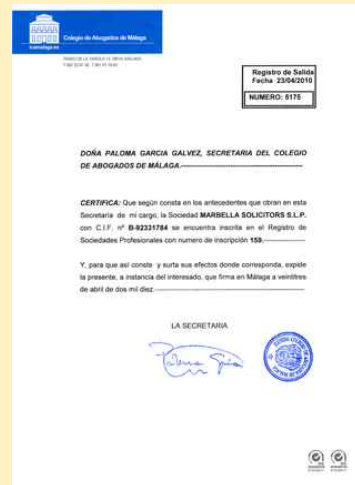 Colegio de Abogados de Málaga
icamalaga.es
Registro de Salida
Fecha 23/04/2010
NUMERO: 5175
DOÑA PALOMA GARCIA GALVEZ, SECRETARIA DEL COLEGIO
DE ABOGADOS DE MÁLAGA.
CERTIFICA: Que según consta en los antecedentes que obran en esta
Secretaria de mi cargo, la Sociedad MARBELLA SOLICITORS S.L.P.
con C.I.F. nº B-92331784 se encuentra inscrita en el Registro de
Sociedades Profesionales con numero de inscripción 159.
Y, para que así conste y surta sus efectos donde corresponda, expide
la presente, a instancia del interesado, que firma en Málaga a veintitres
de abril de dos mil diez.
LA SECRETARIA